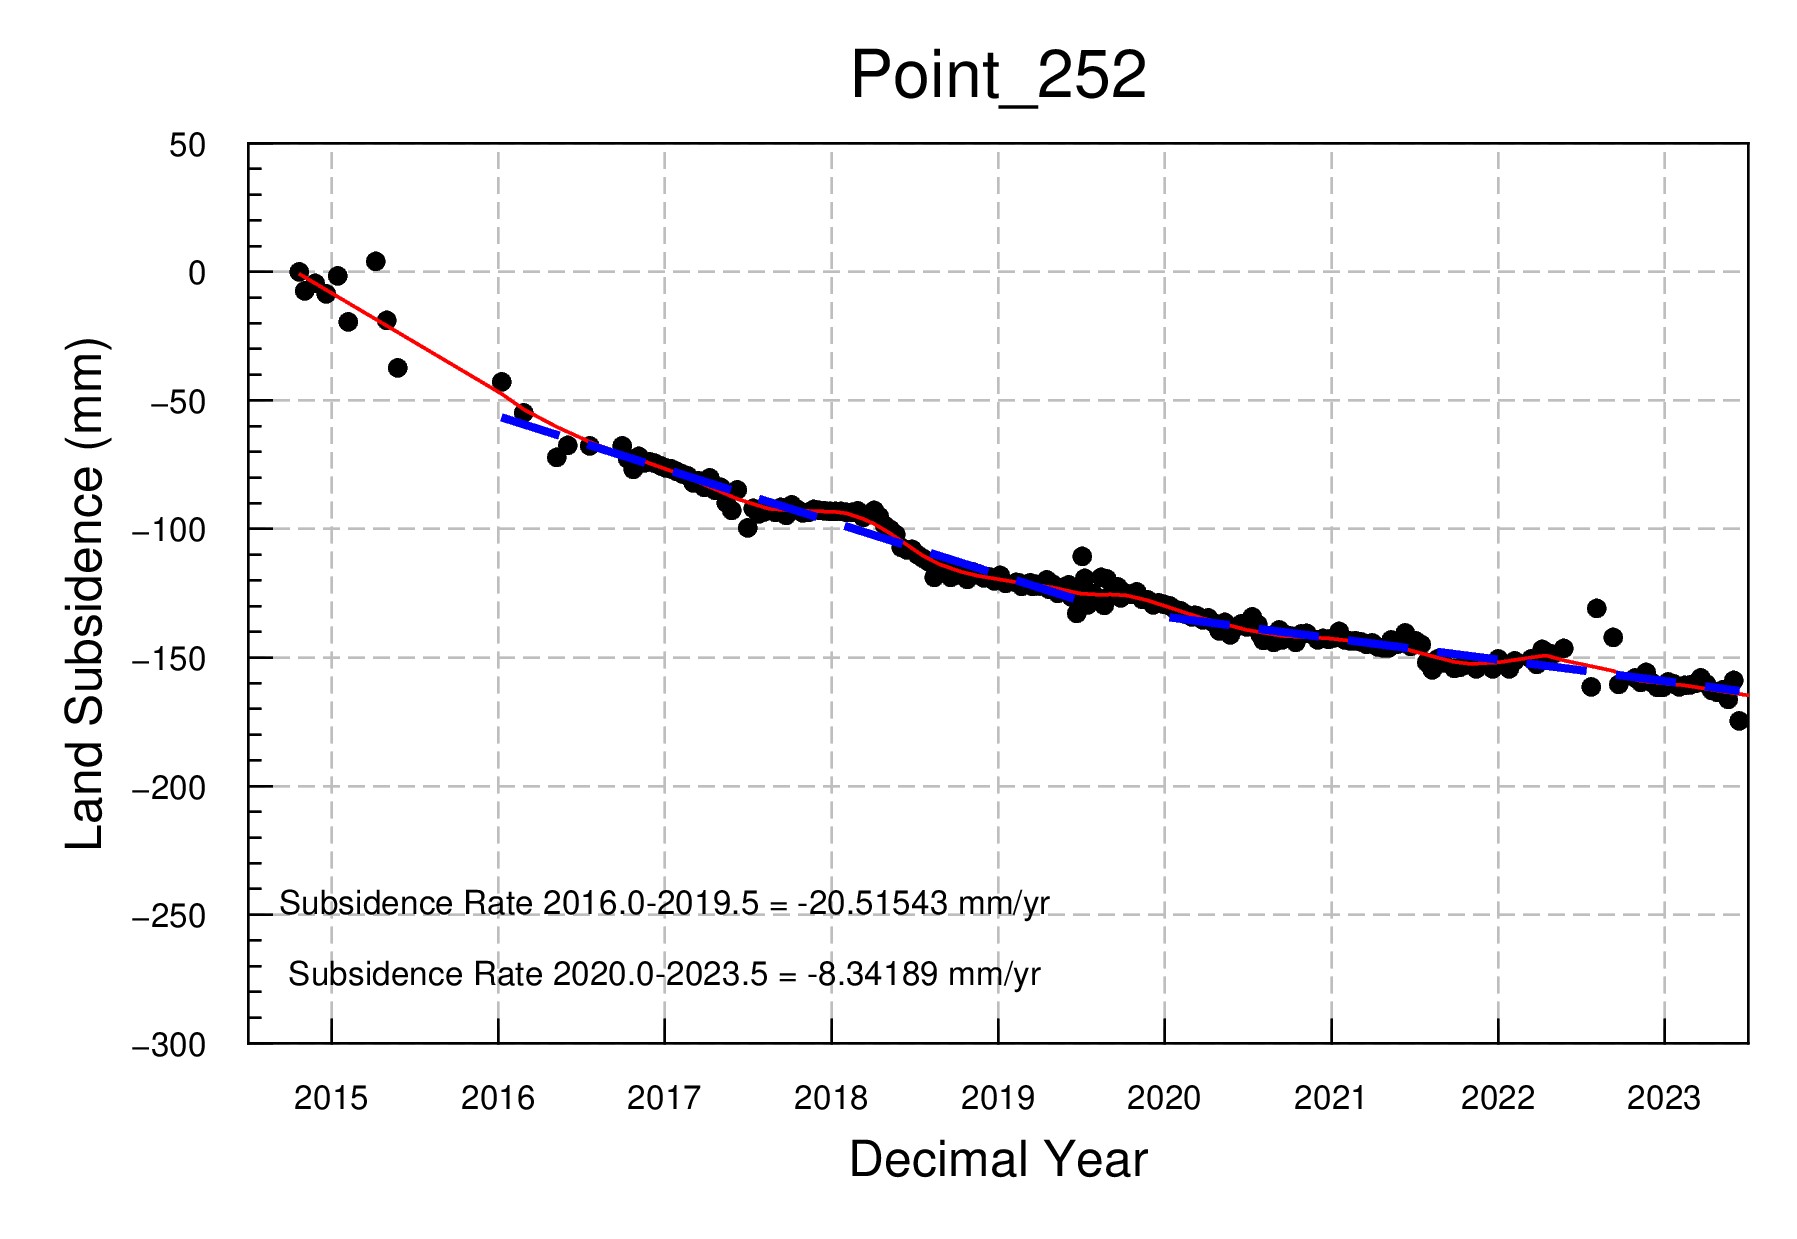 Point_252
50
0
−50
−100
−150
−200
−250
−300
Land Subsidence (mm)
Subsidence Rate 2016.0-2019.5 = -20.51543 mm/yr
Subsidence Rate 2020.0-2023.5 = -8.34189 mm/yr
2015 2016 2017 2018 2019 2020 2021 2022 2023
Decimal Year